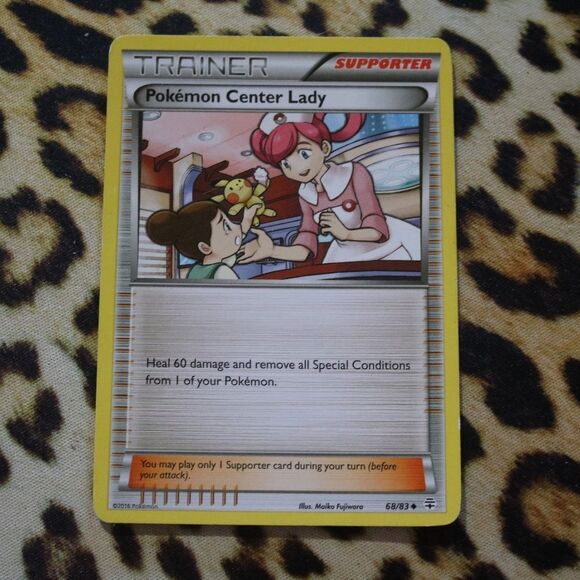 TRAINER SUPPORTER
Pokémon Center Lady
Heal 60 damage and remove all Special Conditions
from 1 of your Pokémon.
You may play only 1 Supporter card during your turn (before
your attack).
©2016 Pokémon Illus. Maiko Fujiwara 68/83